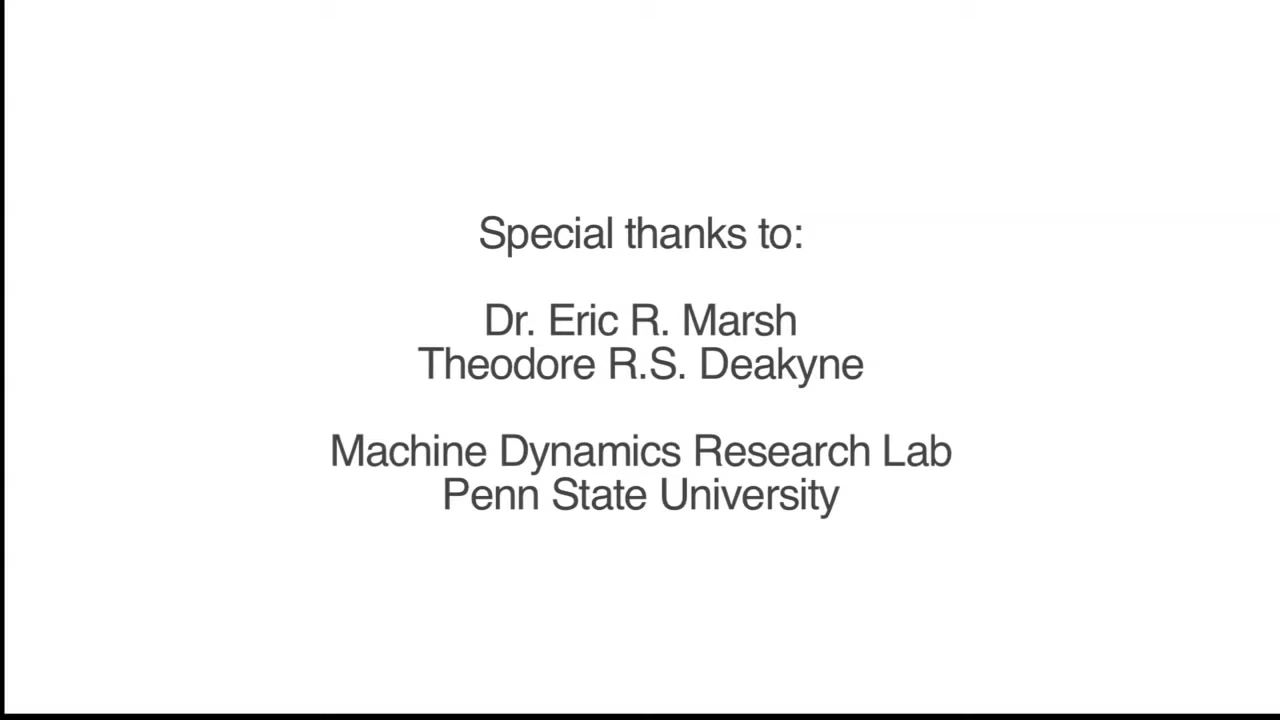 Special thanks to:
Dr. Eric R. Marsh
Theodore R.S. Deakyne
Machine Dynamics Research Lab
Penn State University